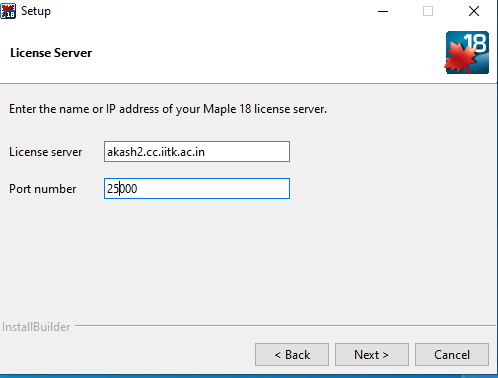 18 Setup
License Server
18
Enter the name or IP address of your Maple 18 license server.
License server akash2.cc.iitk.ac.in
Port number 25000
InstallBuilder
< Back Next > Cancel